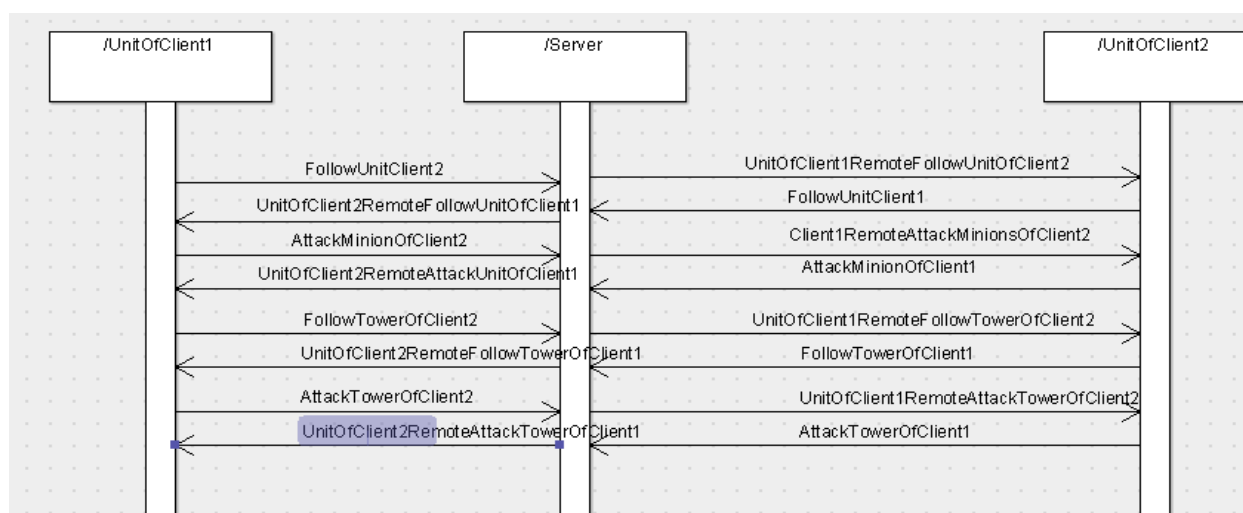 /UnitOfClient1
/Server
/UnitOfClient2
FollowUnitClient2
UnitOfClient1RemoteFollowUnitOfClient2
UnitOfClient2RemoteFollowUnitOfClient1
FollowUnitClient1
AttackMinionOfClient2
Client1RemoteAttackMinionsOfClient2
UnitOfClient2RemoteAttackUnitOfClient1
AttackMinionOfClient1
FollowTowerOfClient2
UnitOfClient1RemoteFollowTowerOfClient2
UnitOfClient2RemoteFollowTowerOfClient1
FollowTowerOfClient1
AttackTowerOfClient2
UnitOfClient1RemoteAttackTowerOfClient2
UnitOfClient2RemoteAttackTowerOfClient1
AttackTowerOfClient1